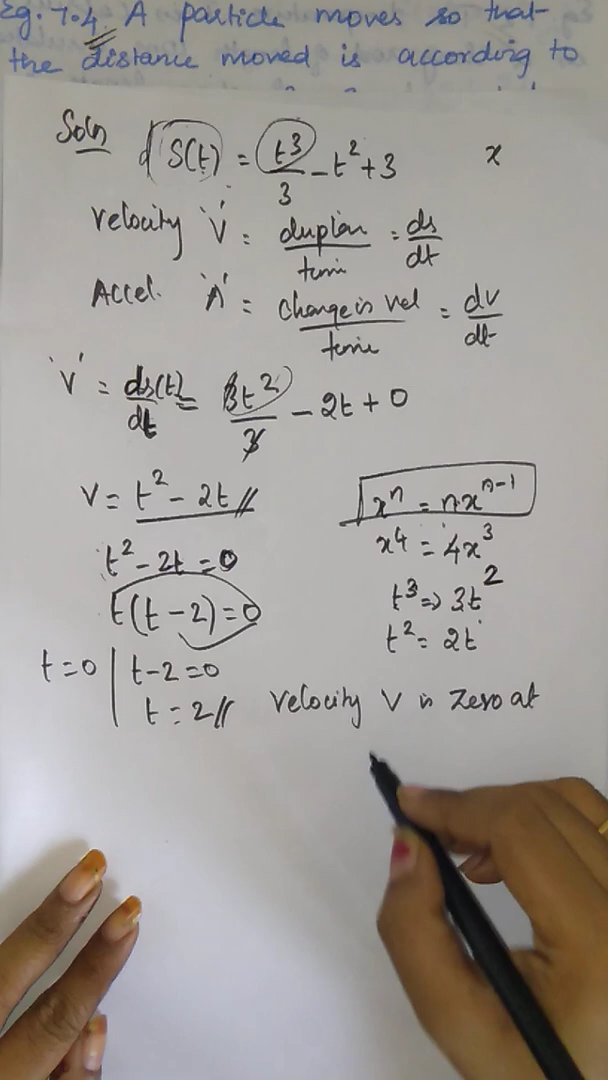 Eg. 7.4. A particle moves so that
the distance moved is according to
Soln S(t) = t³/3 - t² + 3 x
Velocity 'V' = /time = ds/dt
Accel. 'A' = change in vel/time = dv/dt
'V' = ds(t)/dt = 3t²/3 - 2t + 0
V = t² - 2t //
xⁿ = n·xⁿ⁻¹
t² - 2t = 0
x⁴ = 4x³
t(t-2) = 0
t³ => 3t²
t² = 2t
t = 0 | t - 2 = 0
t = 2 // Velocity V is zero at